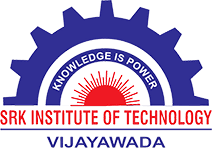 KNOWLEDGE IS POWER
SRK INSTITUTE OF TECHNOLOGY
VIJAYAWADA